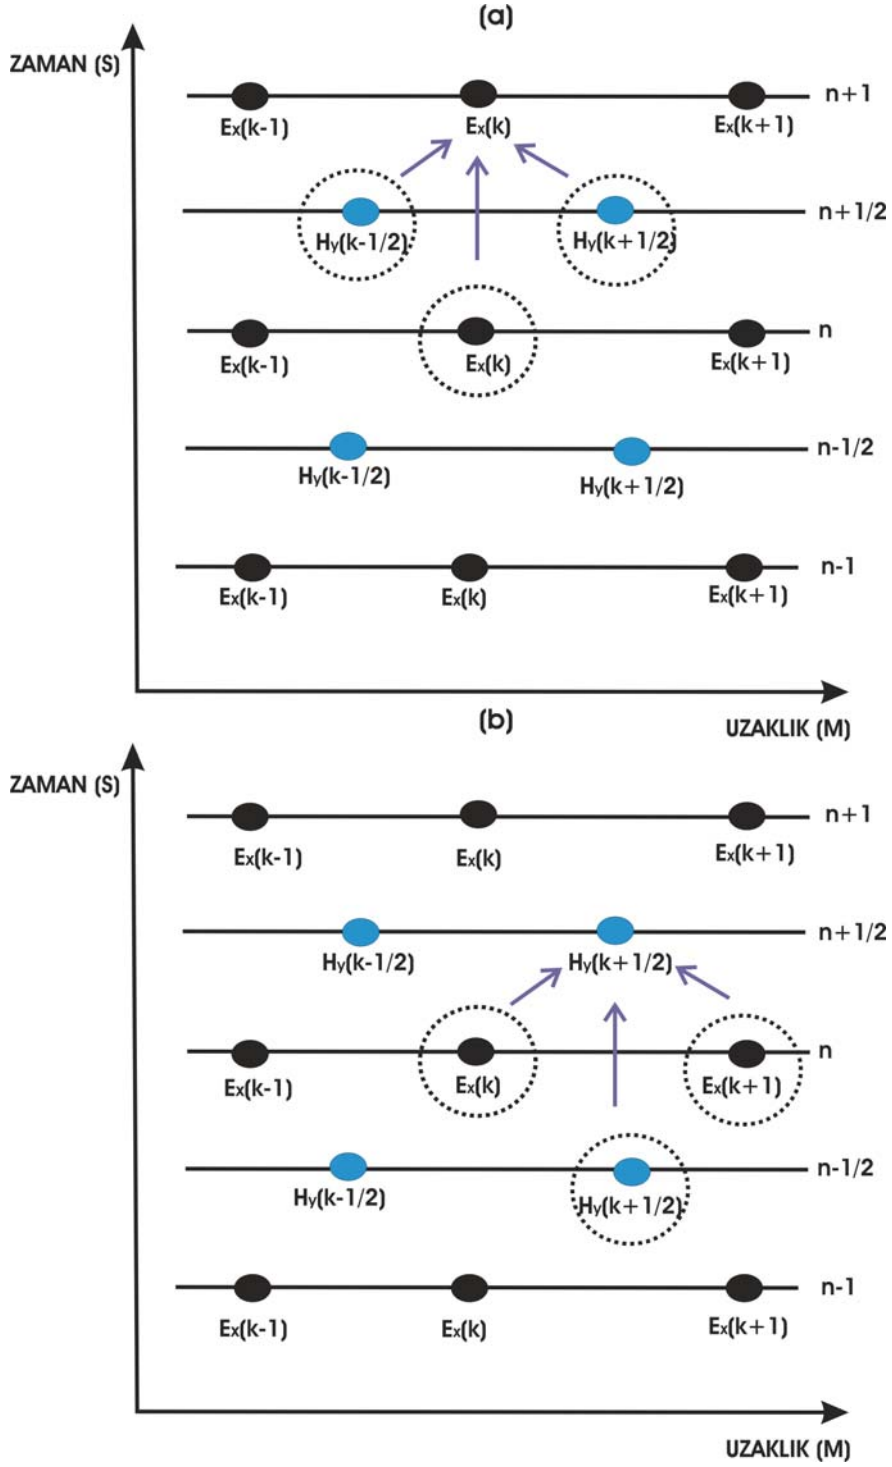 (a)
ZAMAN (S)
n+1
Ex(k-1) Ex(k) Ex(k+1)
n+1/2
Hy(k-1/2) Hy(k+1/2)
n
Ex(k-1) Ex(k) Ex(k+1)
n-1/2
Hy(k-1/2) Hy(k+1/2)
n-1
Ex(k-1) Ex(k) Ex(k+1)
UZAKLIK (M)
(b)
ZAMAN (S)
n+1
Ex(k-1) Ex(k) Ex(k+1)
n+1/2
Hy(k-1/2) Hy(k+1/2)
n
Ex(k-1) Ex(k) Ex(k+1)
n-1/2
Hy(k-1/2) Hy(k+1/2)
n-1
Ex(k-1) Ex(k) Ex(k+1)
UZAKLIK (M)